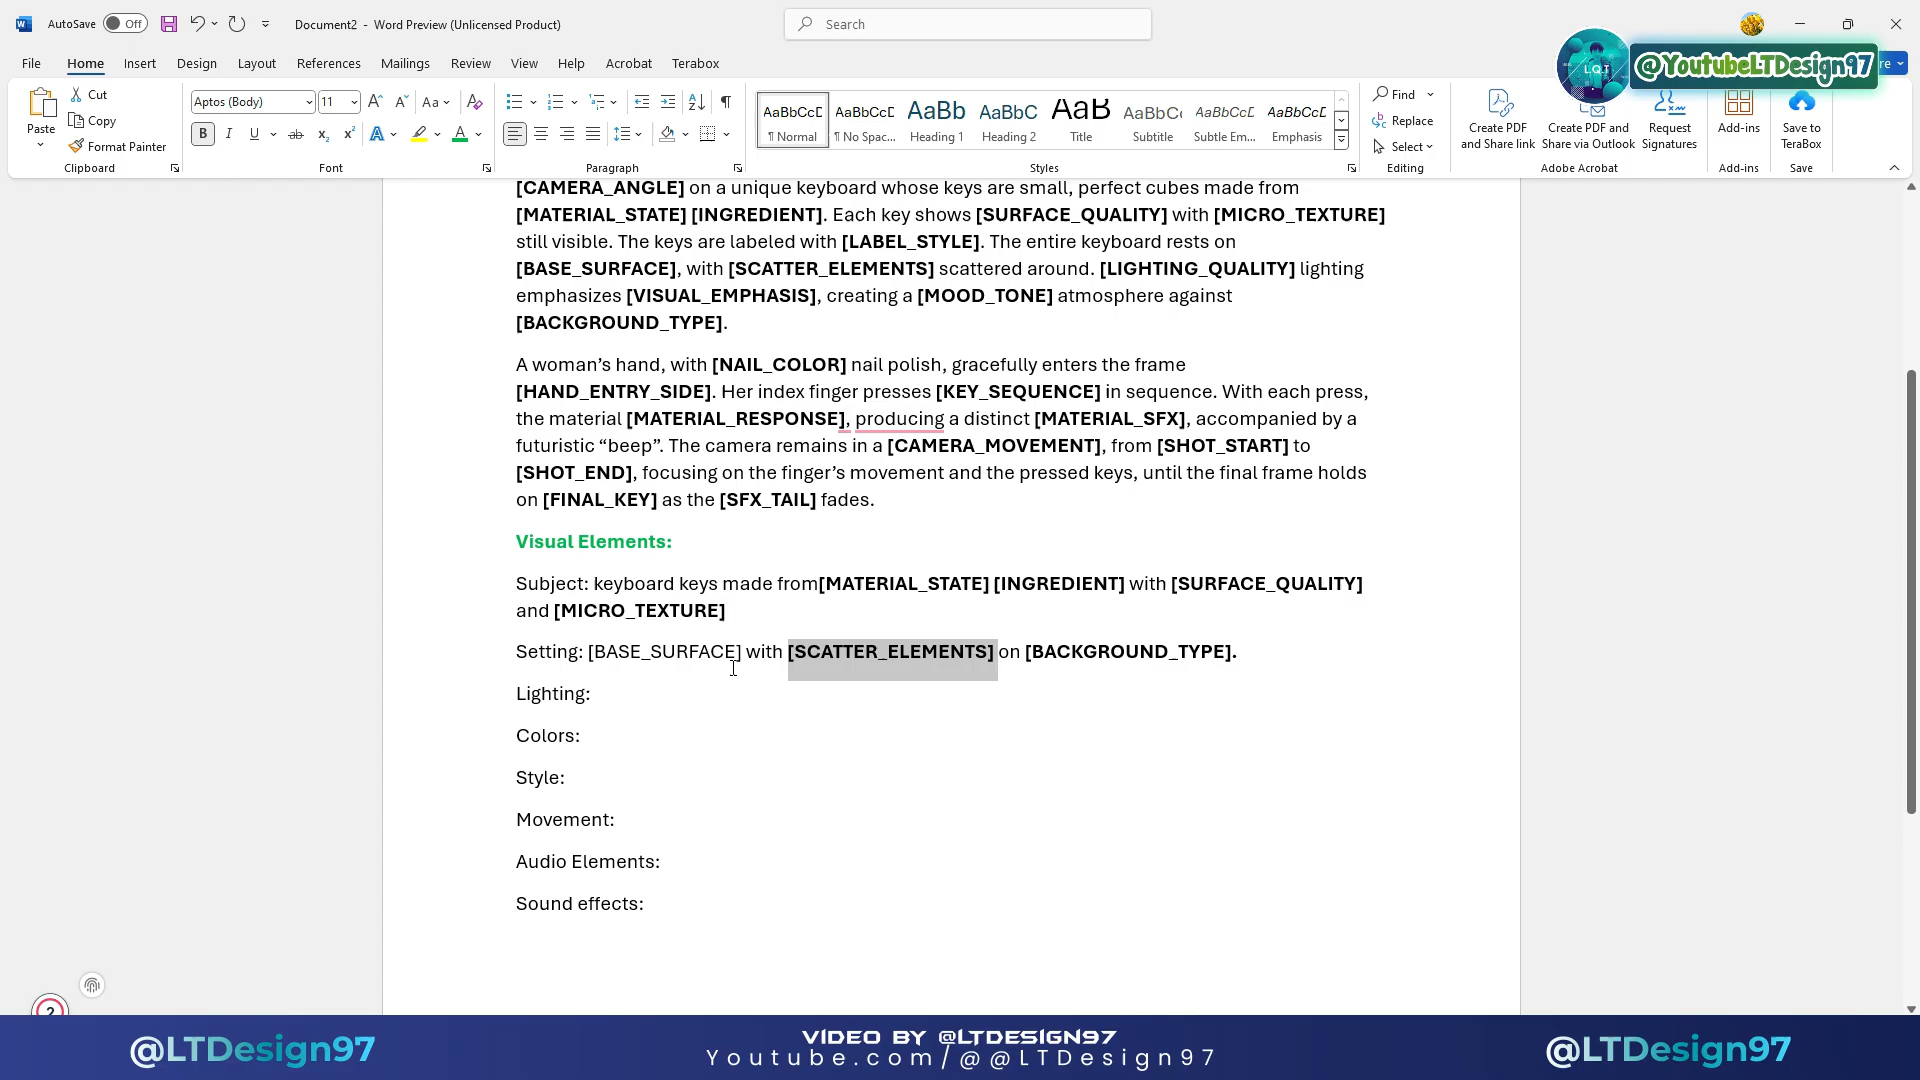 AutoSave Off Document2 - Word Preview (Unlicensed Product) Search
File Home Insert Design Layout References Mailings Review View Help Acrobat Terabox
@YoutubeLTDesign97
LQT
Paste Cut Copy Format Painter
Clipboard
Aptos (Body) 11
Font
Paragraph
AaBbCcD AaBbCcD AaBb AaBbC AaB AaBbCc AaBbCcD AaBbCcD
¶ Normal ¶ No Spac... Heading 1 Heading 2 Title Subtitle Subtle Em... Emphasis
Styles
Find
Replace
Select
Editing
Create PDF and Share link Create PDF and Share via Outlook Request Signatures
Adobe Acrobat
Add-ins
Add-ins
Save to TeraBox
Save
[CAMERA_ANGLE] on a unique keyboard whose keys are small, perfect cubes made from
[MATERIAL_STATE] [INGREDIENT]. Each key shows [SURFACE_QUALITY] with [MICRO_TEXTURE]
still visible. The keys are labeled with [LABEL_STYLE]. The entire keyboard rests on
[BASE_SURFACE], with [SCATTER_ELEMENTS] scattered around. [LIGHTING_QUALITY] lighting
emphasizes [VISUAL_EMPHASIS], creating a [MOOD_TONE] atmosphere against
[BACKGROUND_TYPE].
A woman’s hand, with [NAIL_COLOR] nail polish, gracefully enters the frame
[HAND_ENTRY_SIDE]. Her index finger presses [KEY_SEQUENCE] in sequence. With each press,
the material [MATERIAL_RESPONSE], producing a distinct [MATERIAL_SFX], accompanied by a
futuristic “beep”. The camera remains in a [CAMERA_MOVEMENT], from [SHOT_START] to
[SHOT_END], focusing on the finger’s movement and the pressed keys, until the final frame holds
on [FINAL_KEY] as the [SFX_TAIL] fades.
Visual Elements:
Subject: keyboard keys made from[MATERIAL_STATE] [INGREDIENT] with [SURFACE_QUALITY]
and [MICRO_TEXTURE]
Setting: [BASE_SURFACE] with [SCATTER_ELEMENTS] on [BACKGROUND_TYPE].
Lighting:
Colors:
Style:
Movement:
Audio Elements:
Sound effects:
@LTDesign97
VIDEO BY @LTDESIGN97
Youtube.com/@@LTDesign97
@LTDesign97